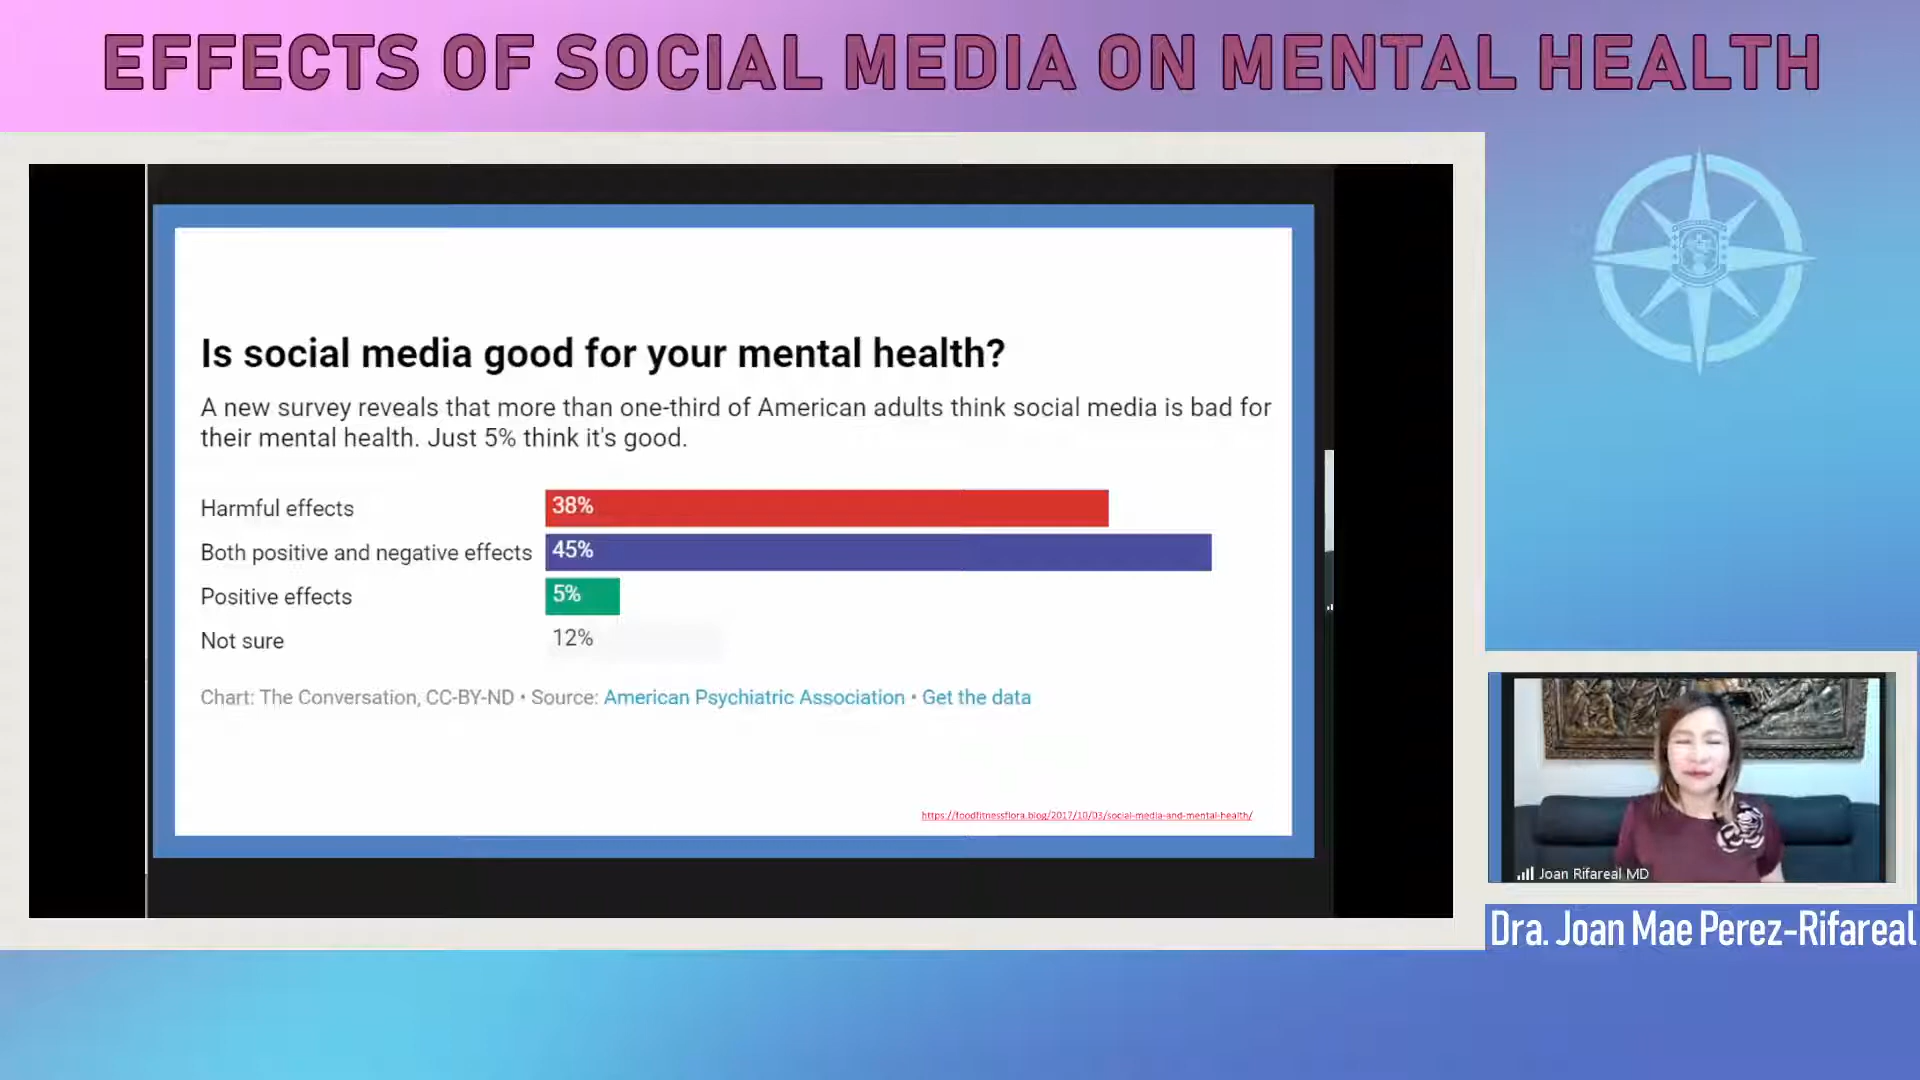 EFFECTS OF SOCIAL MEDIA ON MENTAL HEALTH
Is social media good for your mental health?
A new survey reveals that more than one-third of American adults think social media is bad for
their mental health. Just 5% think it's good.
Harmful effects 38%
Both positive and negative effects 45%
Positive effects 5%
Not sure 12%
Chart: The Conversation, CC-BY-ND • Source: American Psychiatric Association • Get the data
https://foodfitnessflora.blog/2017/10/03/social-media-and-mental-health/
Joan Rifareal MD
Dra. Joan Mae Perez-Rifareal